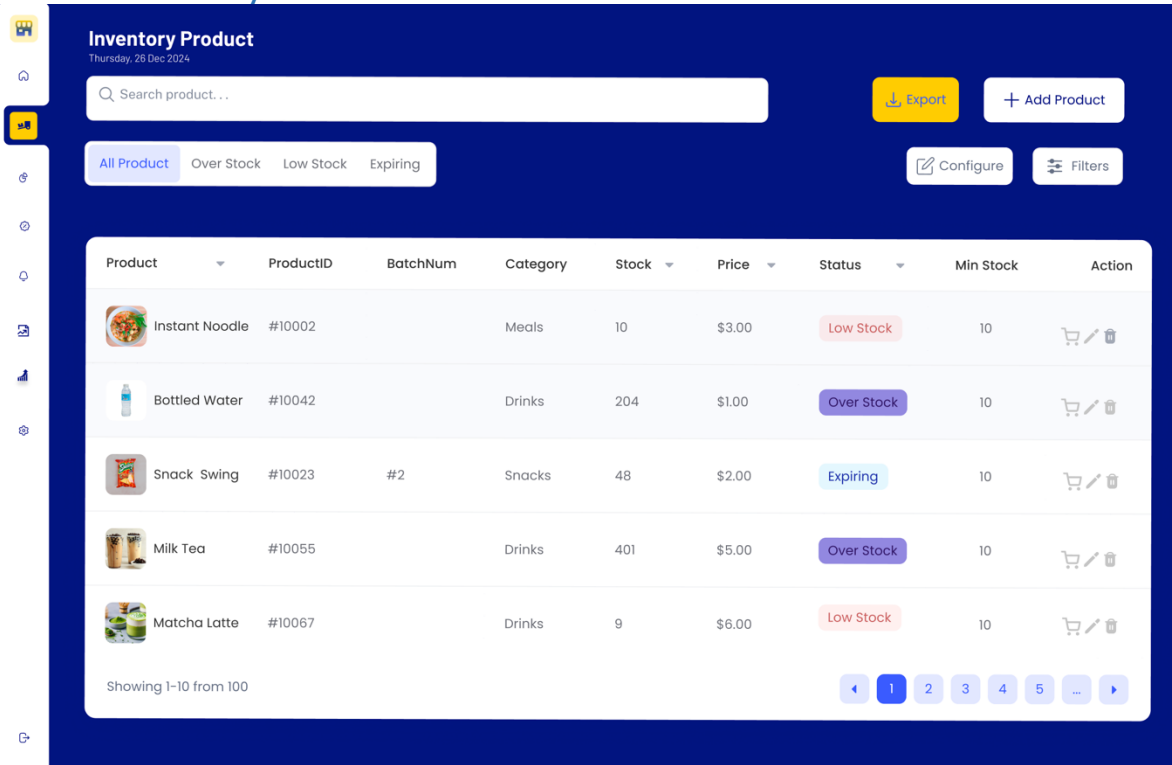 Inventory Product
Thursday, 26 Dec 2024
Search product...
Export
Add Product
All Product Over Stock Low Stock Expiring
Configure
Filters
Product ProductID BatchNum Category Stock Price Status Min Stock Action
Instant Noodle #10002 Meals 10 $3.00 Low Stock 10
Bottled Water #10042 Drinks 204 $1.00 Over Stock 10
Snack Swing #10023 #2 Snacks 48 $2.00 Expiring 10
Milk Tea #10055 Drinks 401 $5.00 Over Stock 10
Matcha Latte #10067 Drinks 9 $6.00 Low Stock 10
Showing 1-10 from 100 1 2 3 4 5 ...